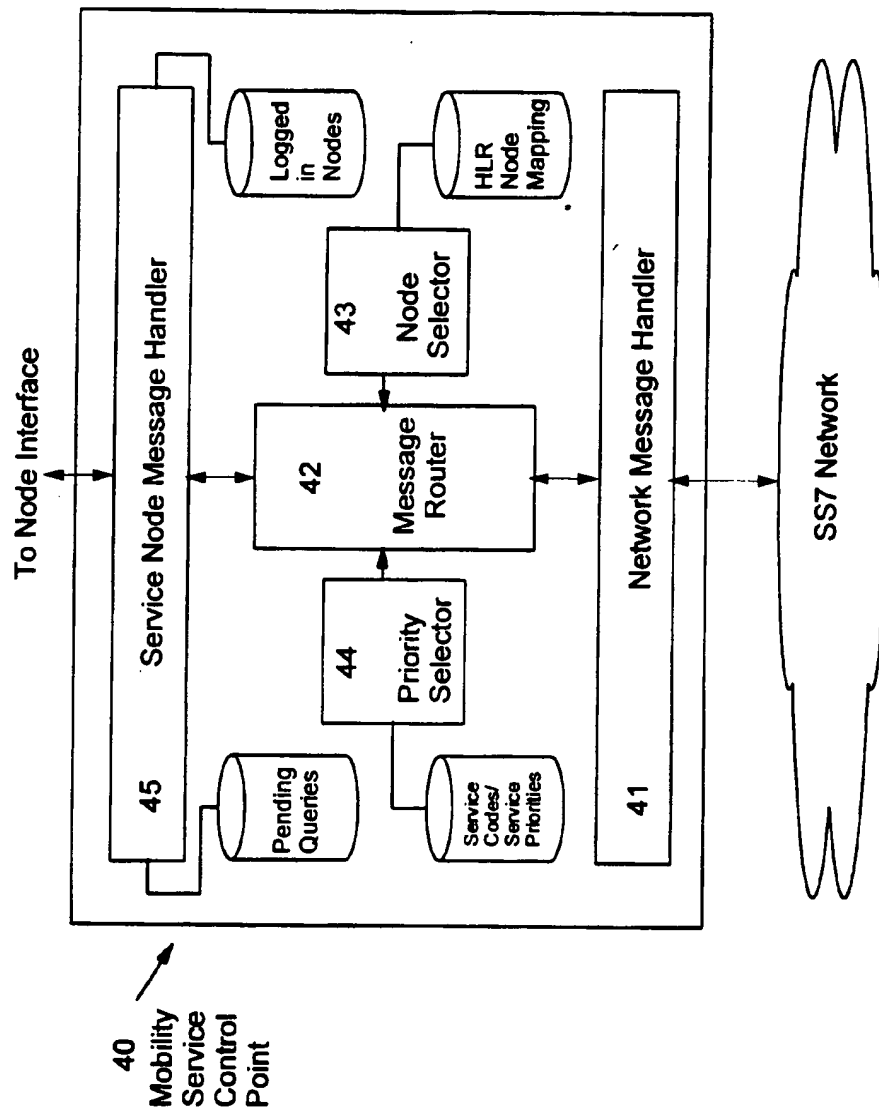 To Node Interface
45
Service Node Message Handler
Pending
Queries
Logged
in
Nodes
44
Priority
Selector
42
Message
Router
43
Node
Selector
Service
Codes/
Service
Priorities
HLR
Node
Mapping
41
Network Message Handler
SS7 Network
40
Mobility
Service
Control
Point